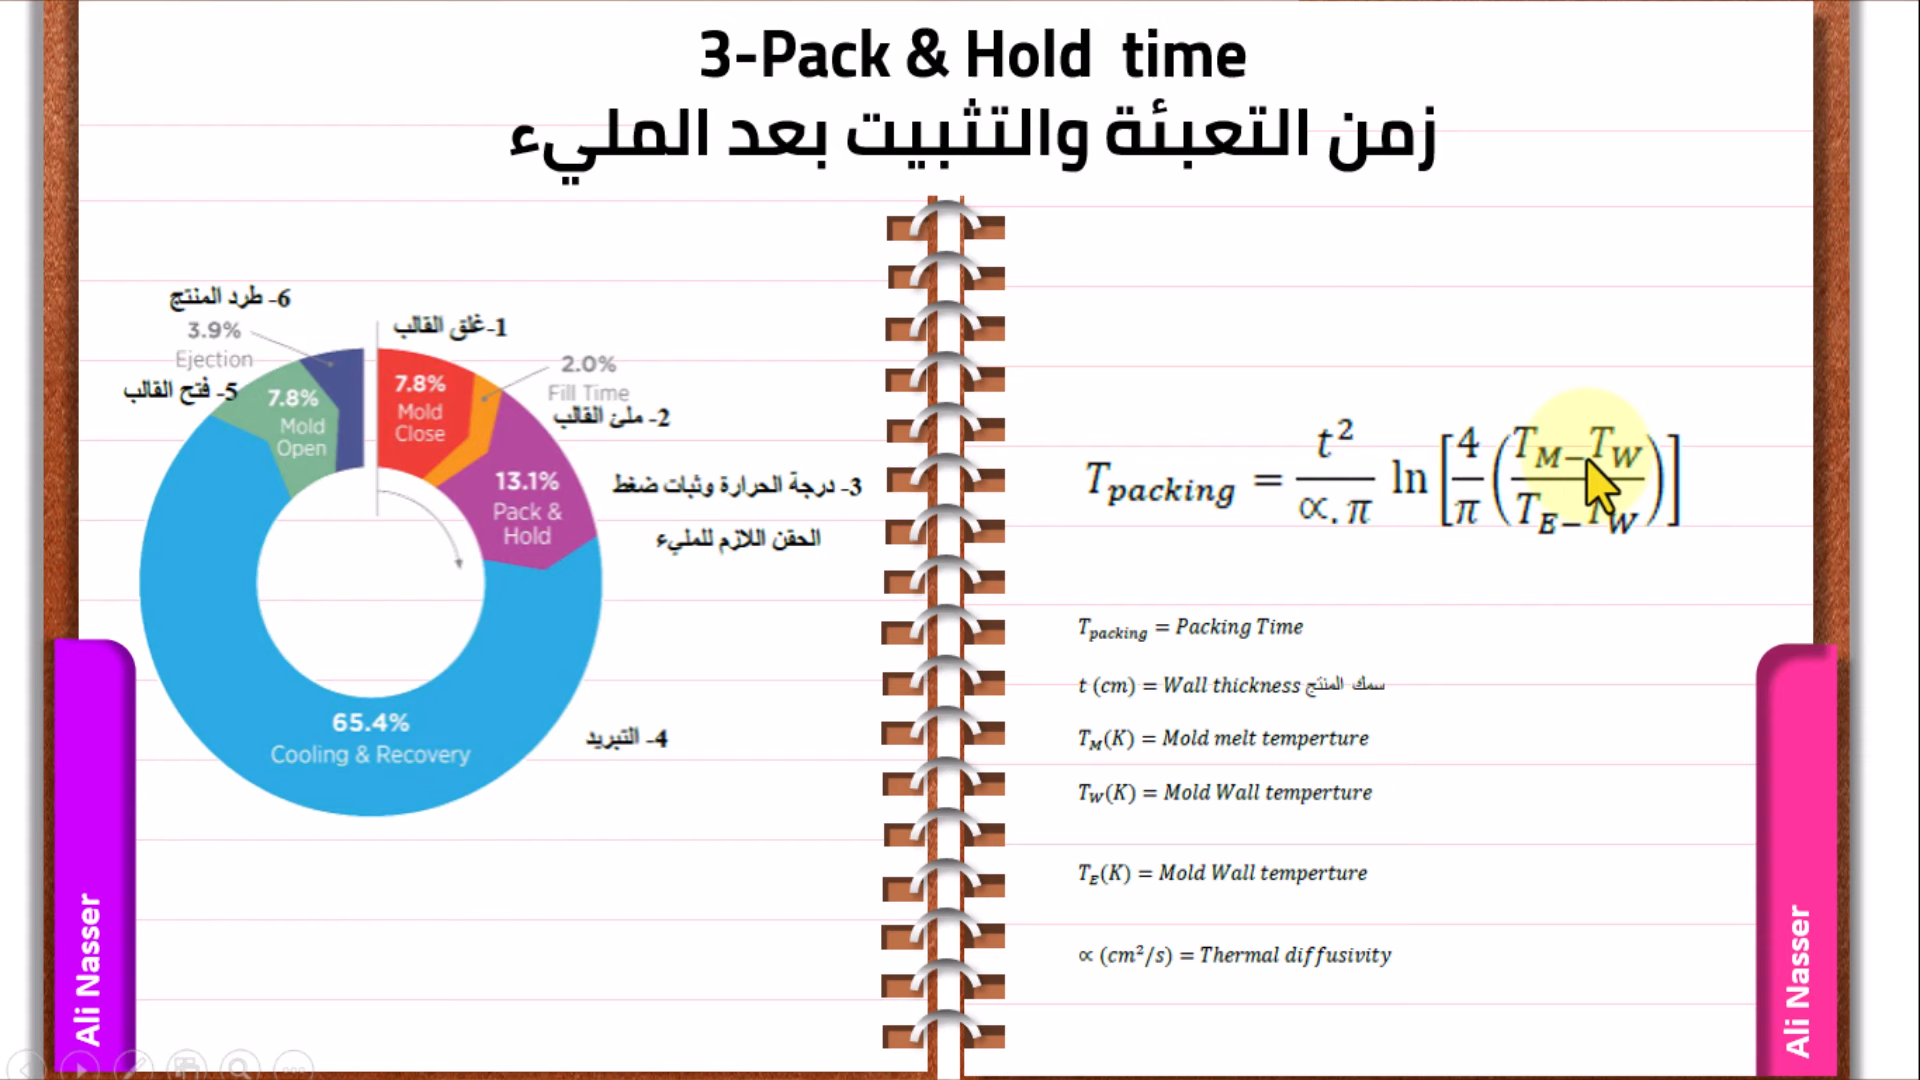 3-Pack & Hold time
زمن التعبئة والتثبيت بعد المليء
6- طرد المنتج
3.9%
Ejection
1-غلق القالب
2.0%
Fill Time
2- ملئ القالب
5- فتح القالب
7.8%
Mold
Open
7.8%
Mold
Close
13.1%
Pack &
Hold
3- درجة الحرارة وثبات ضغط
الحقن اللازم للمليء
65.4%
Cooling & Recovery
4- التبريد
T_packing = t²/∝.π ln[4/π (T_M−T_W/T_E−T_W)]
T_packing = Packing Time
t (cm) = Wall thickness سمك المنتج
T_M(K) = Mold melt temperture
T_W(K) = Mold Wall temperture
T_E(K) = Mold Wall temperture
∝ (cm²/s) = Thermal diffusivity
Ali Nasser
Ali Nasser